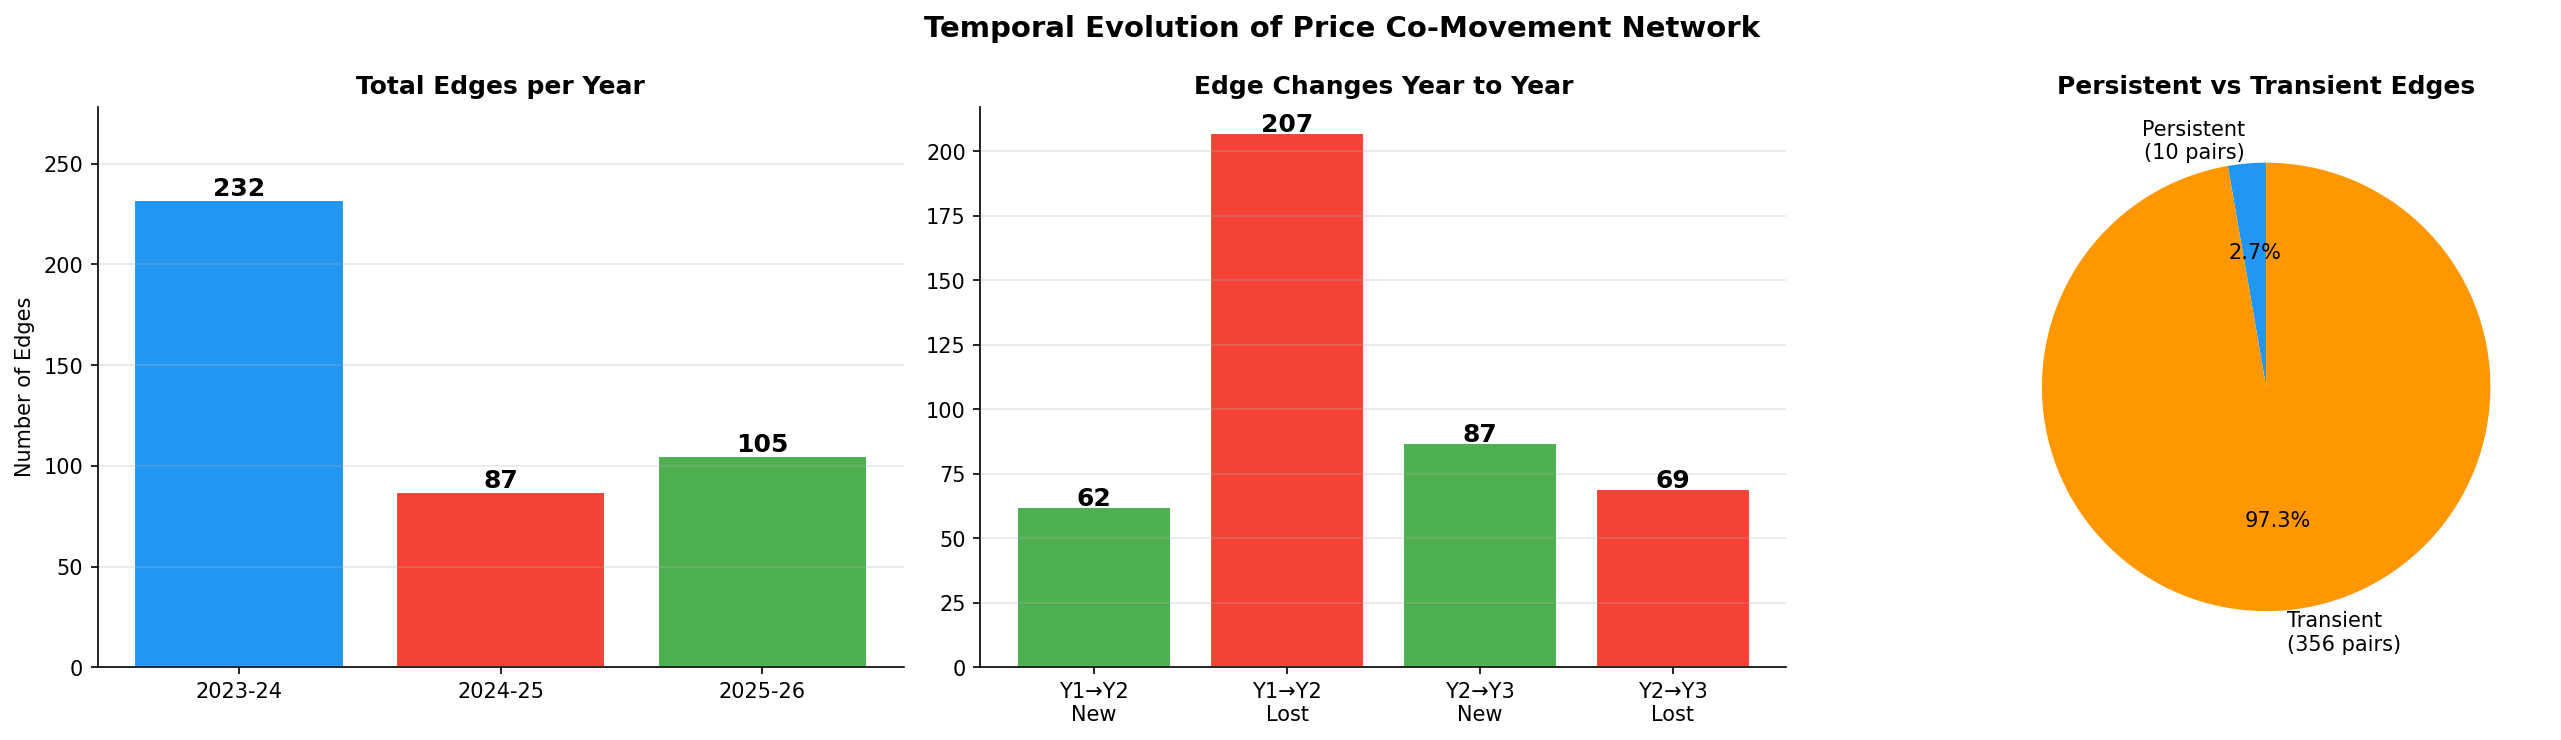 Temporal Evolution of Price Co-Movement Network
Total Edges per Year
Number of Edges
250
200
150
100
50
0
232
87
105
2023-24
2024-25
2025-26
Edge Changes Year to Year
200
175
150
125
100
75
50
25
0
62
207
87
69
Y1→Y2
New
Y1→Y2
Lost
Y2→Y3
New
Y2→Y3
Lost
Persistent vs Transient Edges
Persistent
(10 pairs)
2.7%
97.3%
Transient
(356 pairs)